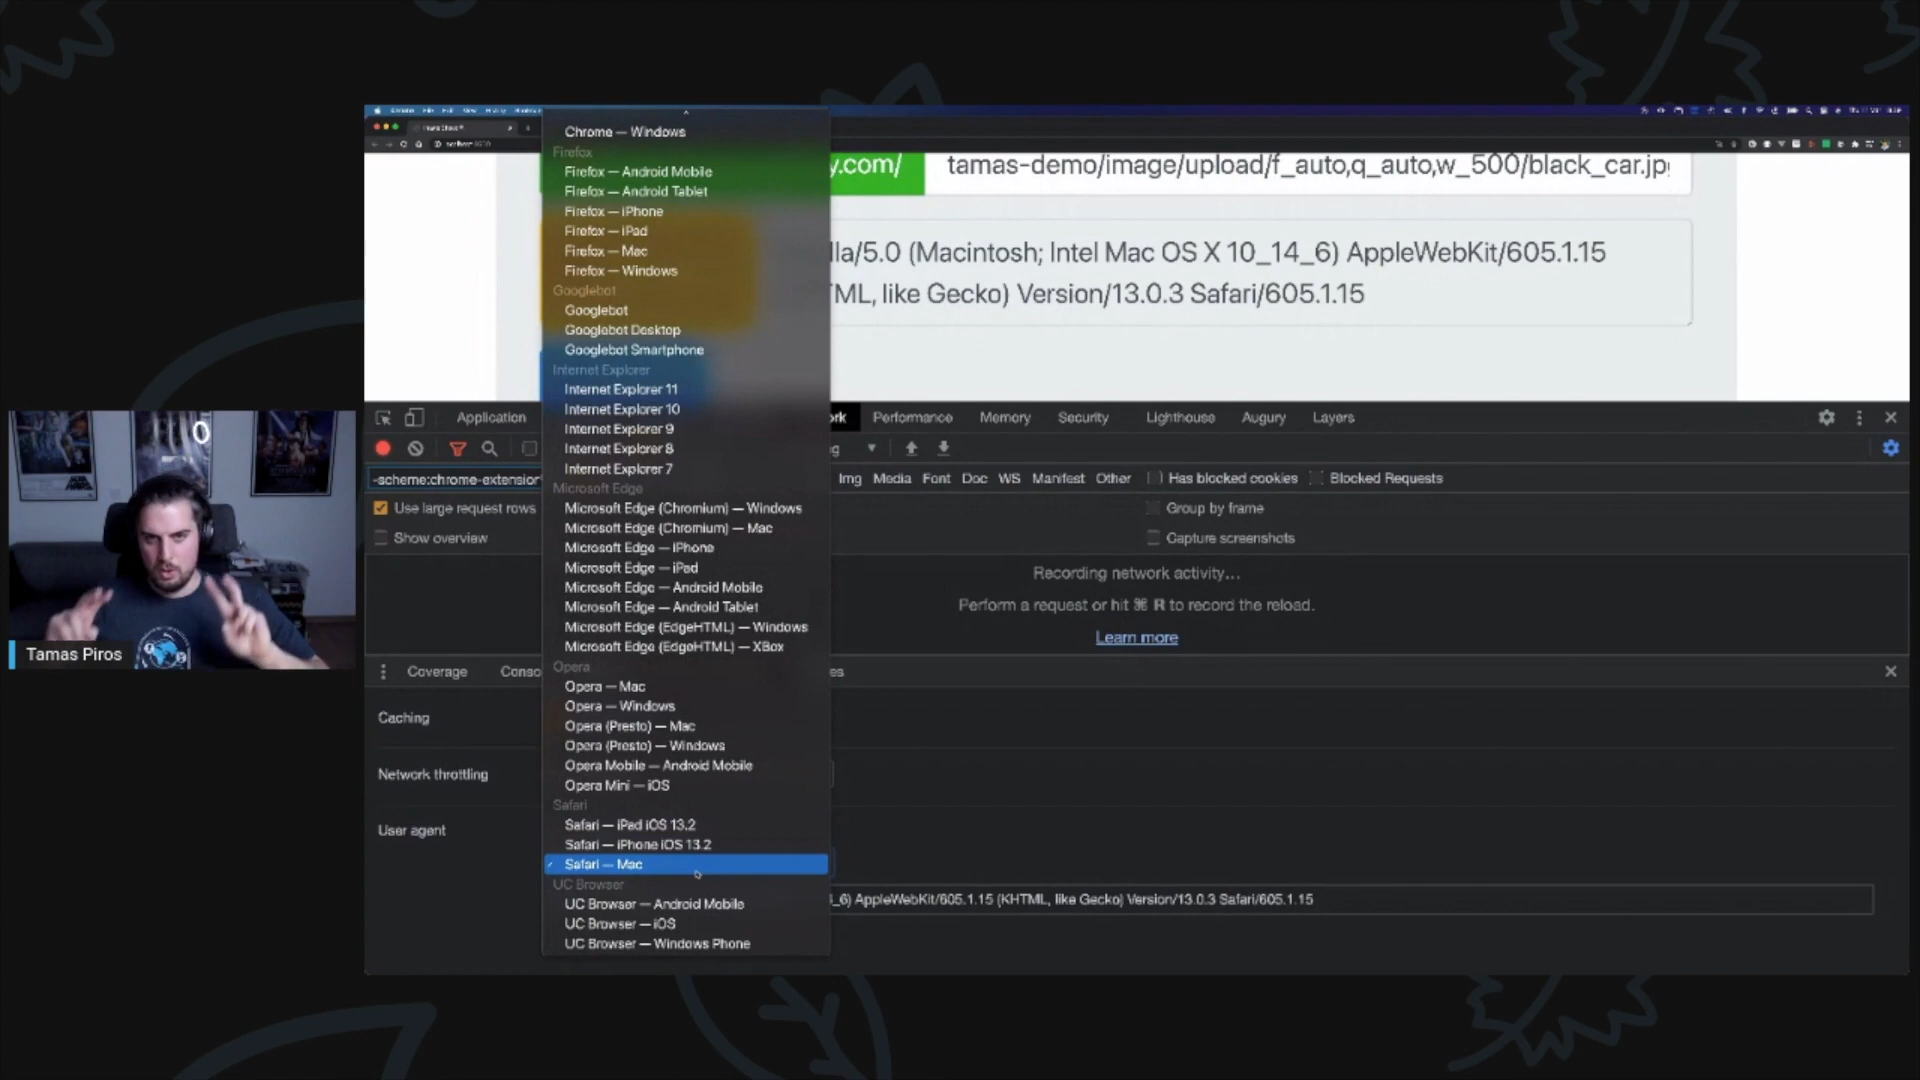 Chrome — Windows
Firefox
Firefox — Android Mobile
Firefox — Android Tablet
Firefox — iPhone
Firefox — iPad
Firefox — Mac
Firefox — Windows
Googlebot
Googlebot
Googlebot Desktop
Googlebot Smartphone
Internet Explorer
Internet Explorer 11
Internet Explorer 10
Internet Explorer 9
Internet Explorer 8
Internet Explorer 7
Microsoft Edge
Microsoft Edge (Chromium) — Windows
Microsoft Edge (Chromium) — Mac
Microsoft Edge — iPhone
Microsoft Edge — iPad
Microsoft Edge — Android Mobile
Microsoft Edge — Android Tablet
Microsoft Edge (EdgeHTML) — Windows
Microsoft Edge (EdgeHTML) — XBox
Opera
Opera — Mac
Opera — Windows
Opera (Presto) — Mac
Opera (Presto) — Windows
Opera Mobile — Android Mobile
Opera Mini — iOS
Safari
Safari — iPad iOS 13.2
Safari — iPhone iOS 13.2
✓ Safari — Mac
UC Browser
UC Browser — Android Mobile
UC Browser — iOS
UC Browser — Windows Phone
y.com/ tamas-demo/image/upload/f_auto,q_auto,w_500/black_car.jpg
lla/5.0 (Macintosh; Intel Mac OS X 10_14_6) AppleWebKit/605.1.15
TML, like Gecko) Version/13.0.3 Safari/605.1.15
Application rk Performance Memory Security Lighthouse Augury Layers
g
-scheme:chrome-extension Img Media Font Doc WS Manifest Other Has blocked cookies Blocked Requests
Use large request rows Group by frame
Show overview Capture screenshots
Recording network activity…
Perform a request or hit ⌘ R to record the reload.
Learn more
Coverage Conso es
Caching
Network throttling
User agent
_6) AppleWebKit/605.1.15 (KHTML, like Gecko) Version/13.0.3 Safari/605.1.15
Tamas Piros